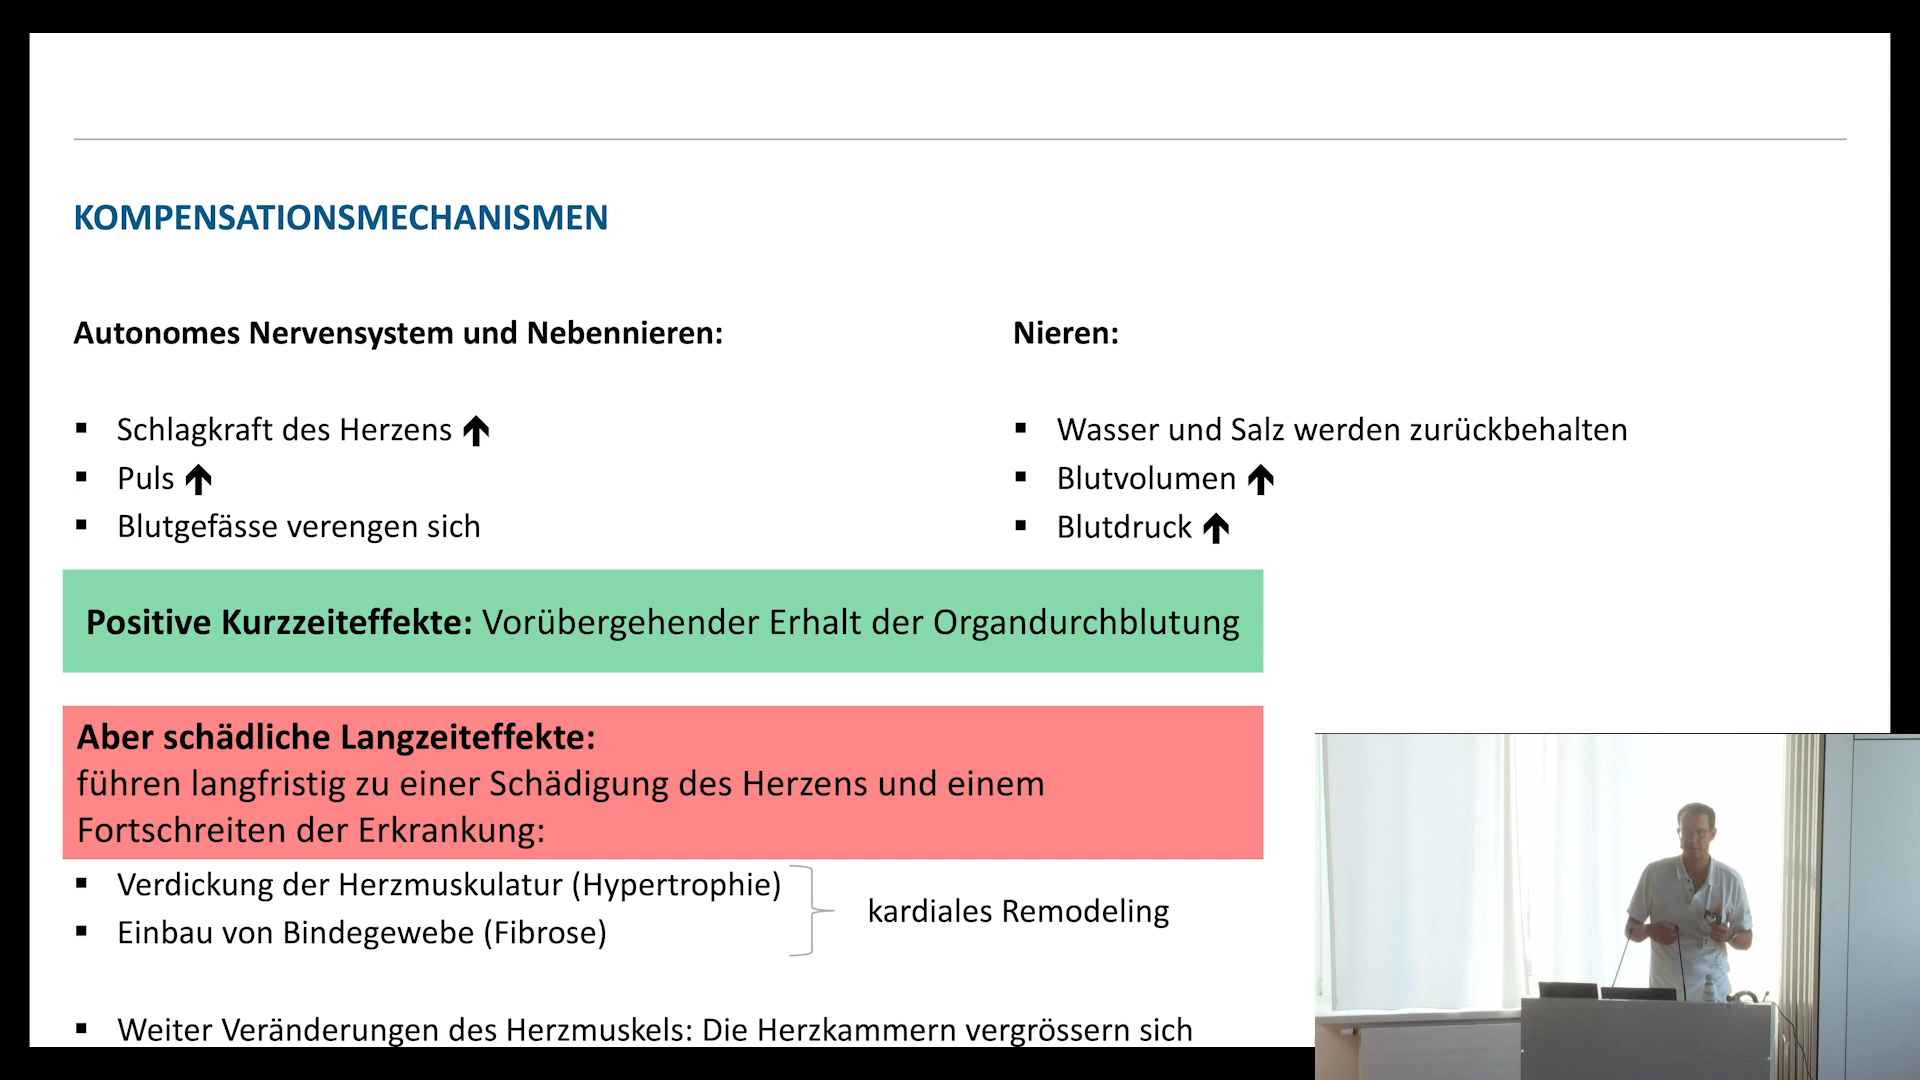 KOMPENSATIONSMECHANISMEN
Autonomes Nervensystem und Nebennieren:
▪ Schlagkraft des Herzens 🡅
▪ Puls 🡅
▪ Blutgefässe verengen sich
Nieren:
▪ Wasser und Salz werden zurückbehalten
▪ Blutvolumen 🡅
▪ Blutdruck 🡅
Positive Kurzzeiteffekte: Vorübergehender Erhalt der Organdurchblutung
Aber schädliche Langzeiteffekte:
führen langfristig zu einer Schädigung des Herzens und einem
Fortschreiten der Erkrankung:
▪ Verdickung der Herzmuskulatur (Hypertrophie)
▪ Einbau von Bindegewebe (Fibrose)
kardiales Remodeling
▪ Weiter Veränderungen des Herzmuskels: Die Herzkammern vergrössern sich